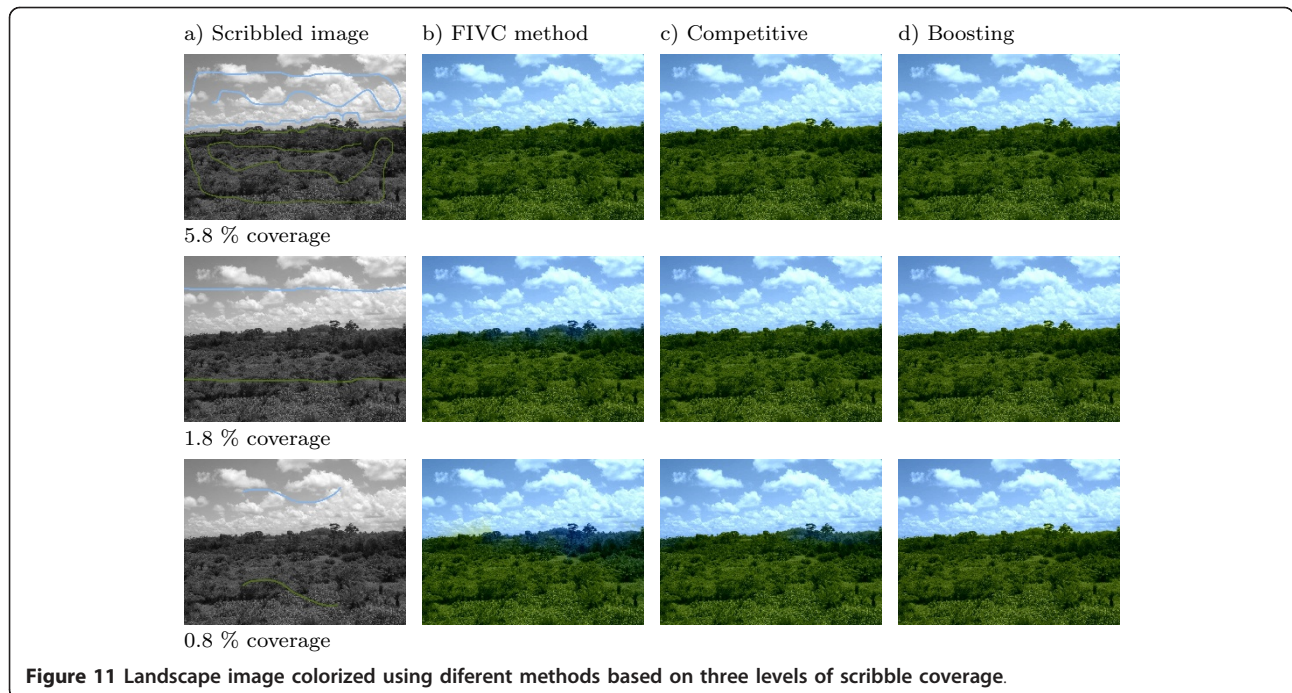 a) Scribbled image b) FIVC method c) Competitive d) Boosting
5.8 % coverage
1.8 % coverage
0.8 % coverage
Figure 11 Landscape image colorized using diferent methods based on three levels of scribble coverage.